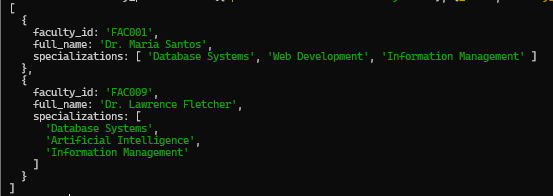 [
  {
    faculty_id: 'FAC001',
    full_name: 'Dr. Maria Santos',
    specializations: [ 'Database Systems', 'Web Development', 'Information Management' ]
  },
  {
    faculty_id: 'FAC009',
    full_name: 'Dr. Lawrence Fletcher',
    specializations: [
      'Database Systems',
      'Artificial Intelligence',
      'Information Management'
    ]
  }
]